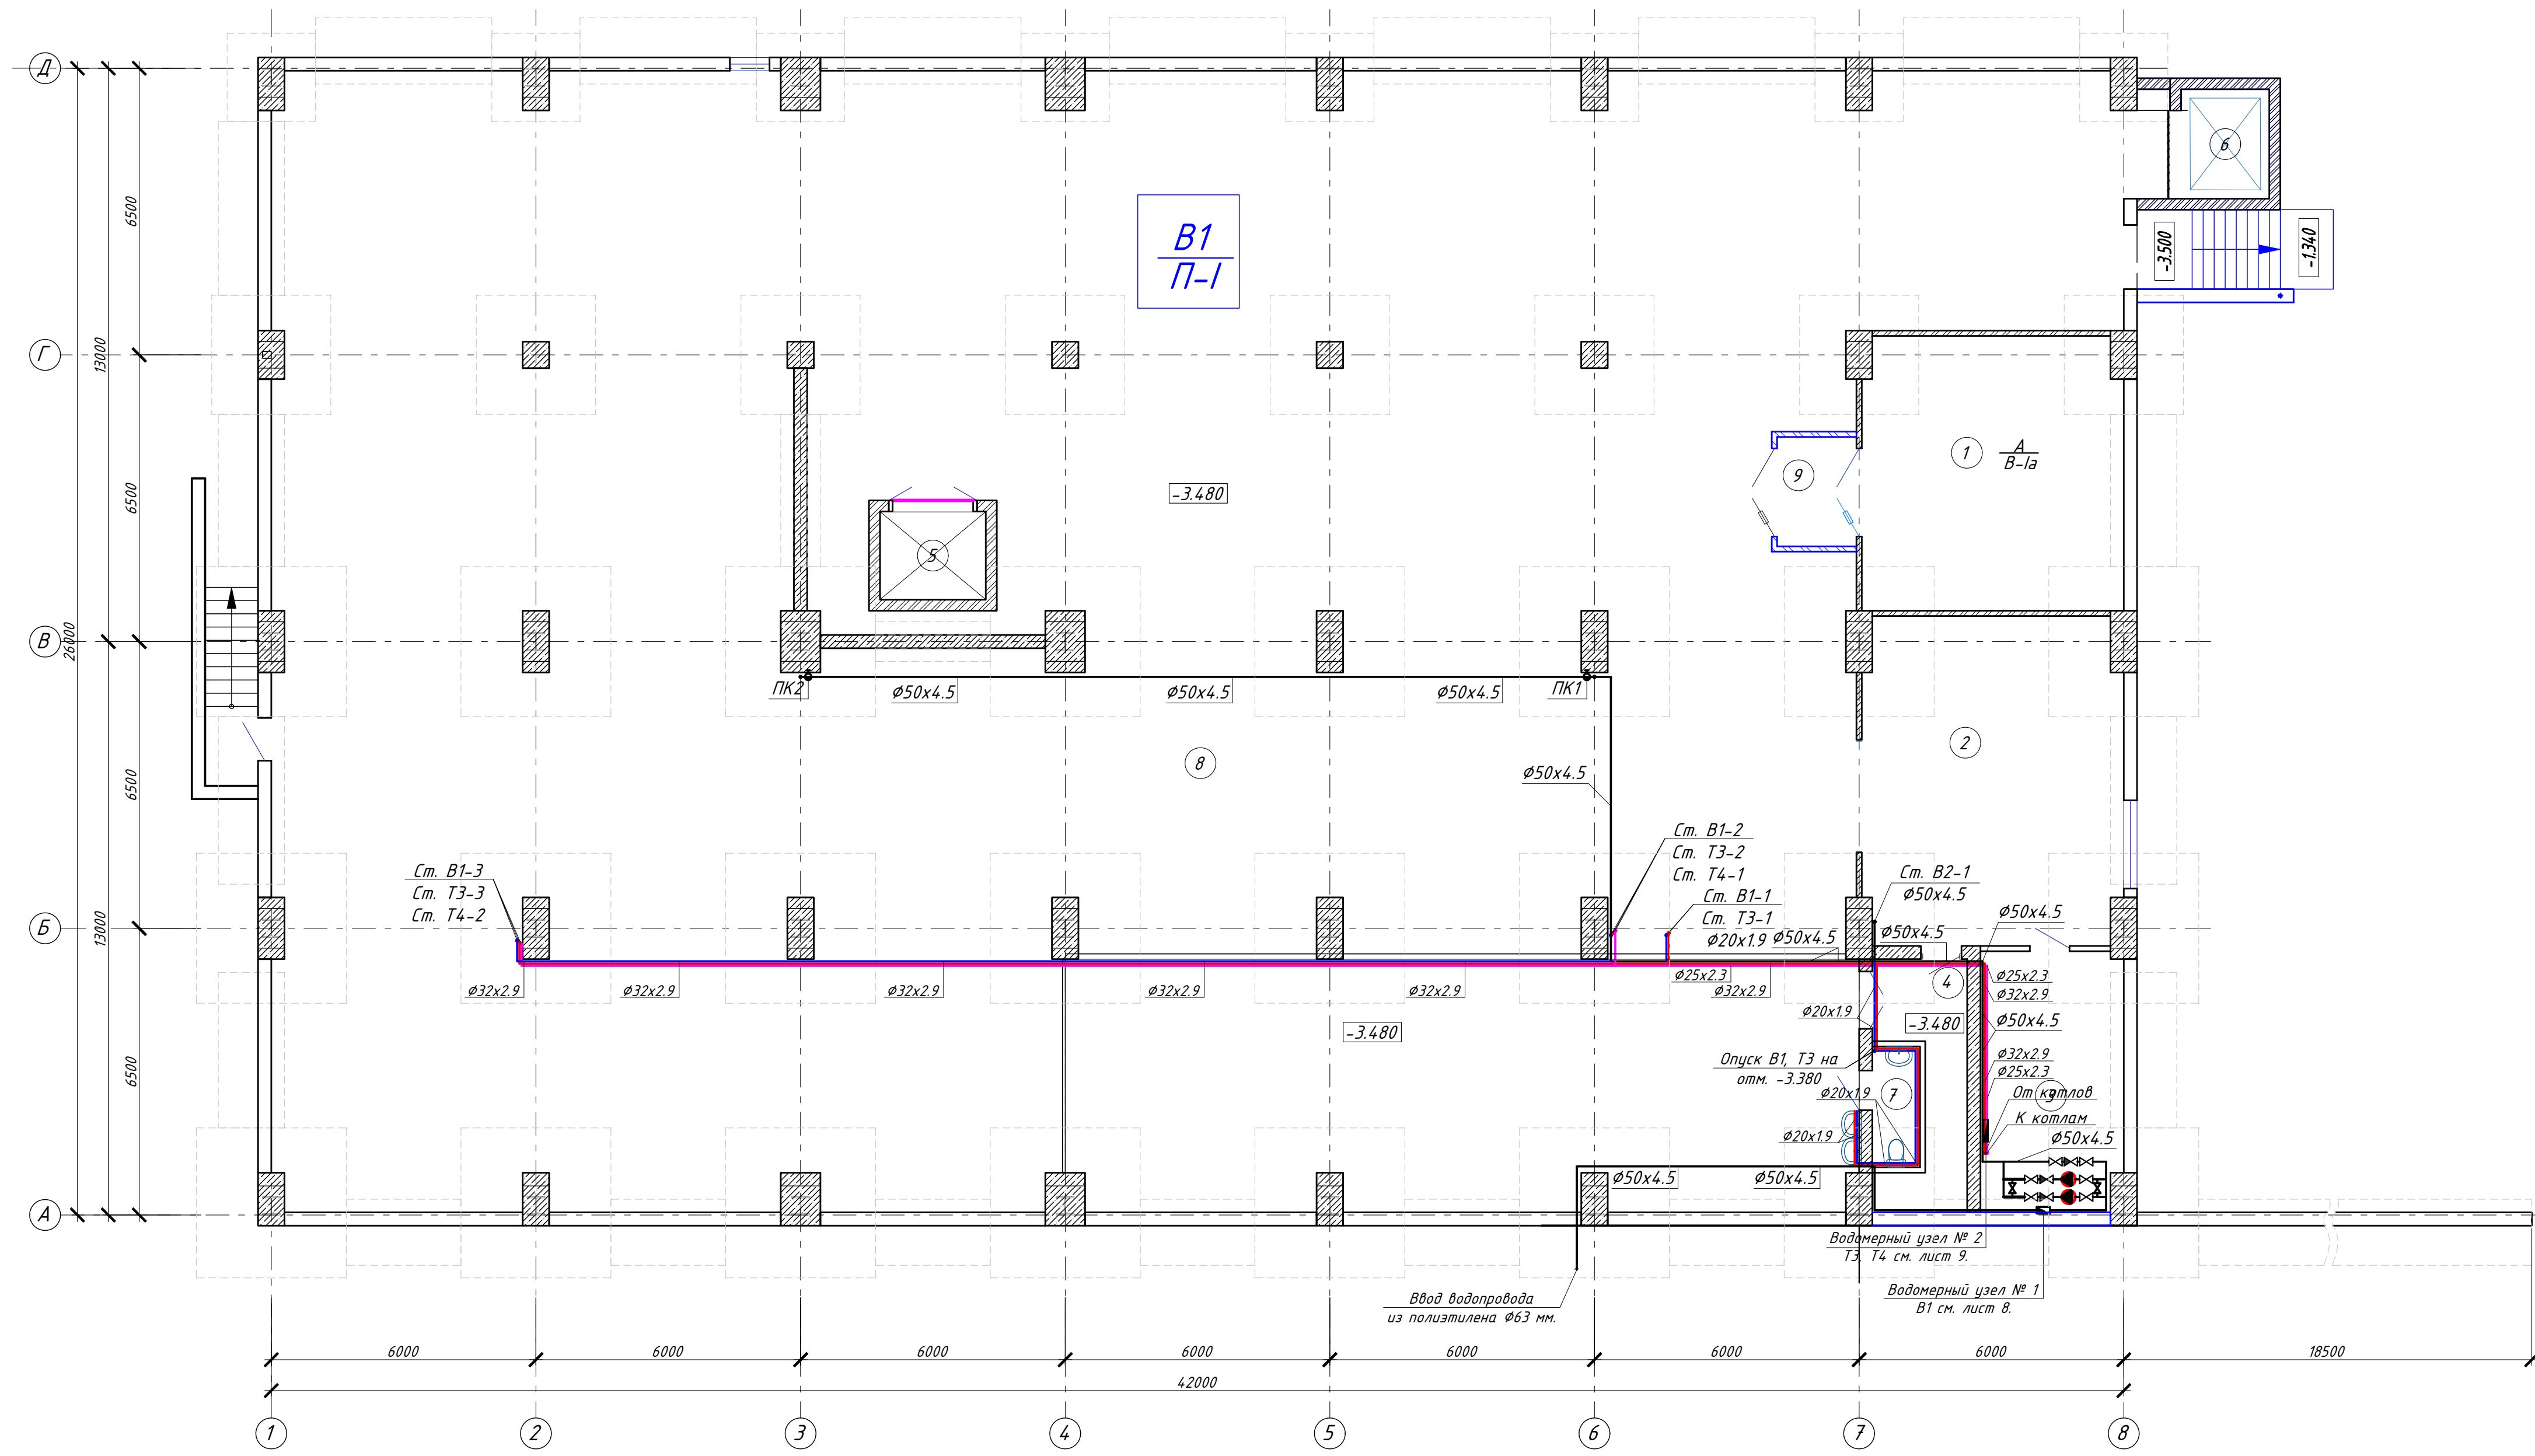 Д
6
6500
В1
П-I
-3.500
-1.340
Г
13000
1
А
В-Iа
9
6500
-3.480
5
В
26000
ПК2
Ø50x4.5
Ø50x4.5
Ø50x4.5
ПК1
2
8
Ø50x4.5
6500
Ст. В1-2
Ст. Т3-2
Ст. Т4-1
Ст. В1-3
Ст. Т3-3
Ст. Т4-2
Ст. В2-1
Ø50x4.5
Ст. В1-1
Ст. Т3-1
Ø50x4.5
Б
13000
Ø20x1.9
Ø50x4.5
Ø50x4.5
Ø32x2.9
Ø32x2.9
Ø32x2.9
Ø32x2.9
Ø32x2.9
Ø25x2.3
Ø32x2.9
4
Ø25x2.3
Ø32x2.9
Ø20x1.9
-3.480
Ø50x4.5
-3.480
6500
Опуск В1, Т3 на
отм. -3.380
Ø32x2.9
Ø25x2.3
Ø20x1.9
7
3
От котлов
К котлам
Ø20x1.9
Ø50x4.5
Ø50x4.5
Ø50x4.5
А
Водомерный узел № 2
Т3, Т4 см. лист 9.
Водомерный узел № 1
В1 см. лист 8.
Ввод водопровода
из полиэтилена Ø63 мм.
6000
6000
6000
6000
6000
6000
6000
18500
42000
1
2
3
4
5
6
7
8